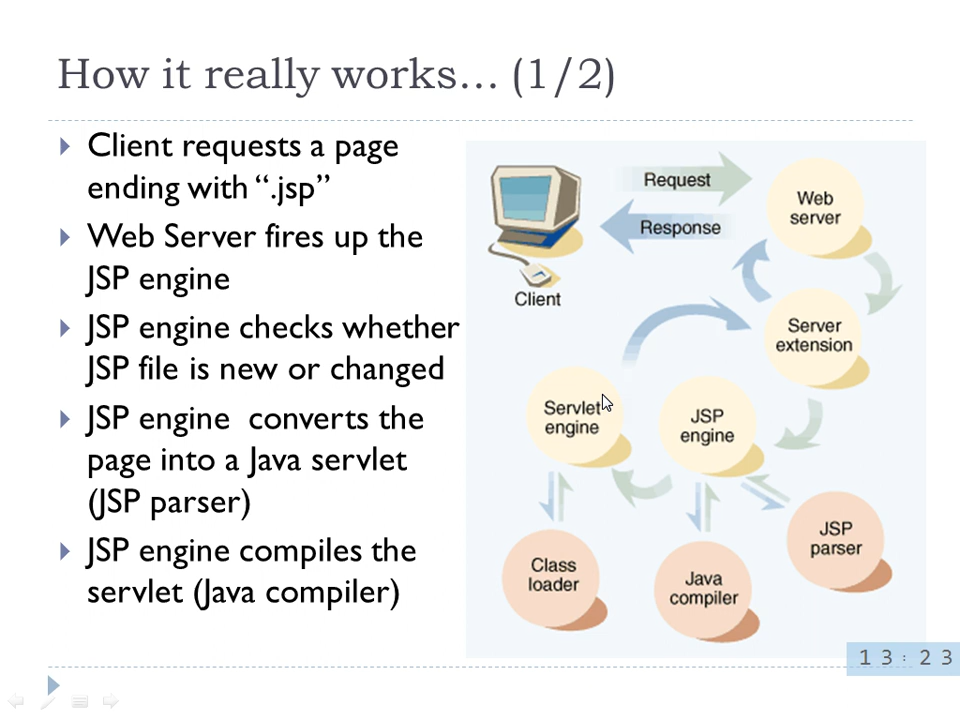 How it really works... (1/2)
Client requests a page
ending with “.jsp”
Web Server fires up the
JSP engine
JSP engine checks whether
JSP file is new or changed
JSP engine  converts the
page into a Java servlet
(JSP parser)
JSP engine compiles the
servlet (Java compiler)
Request
Response
Client
Web
server
Server
extension
Servlet
engine
JSP
engine
Class
loader
Java
compiler
JSP
parser
13:23